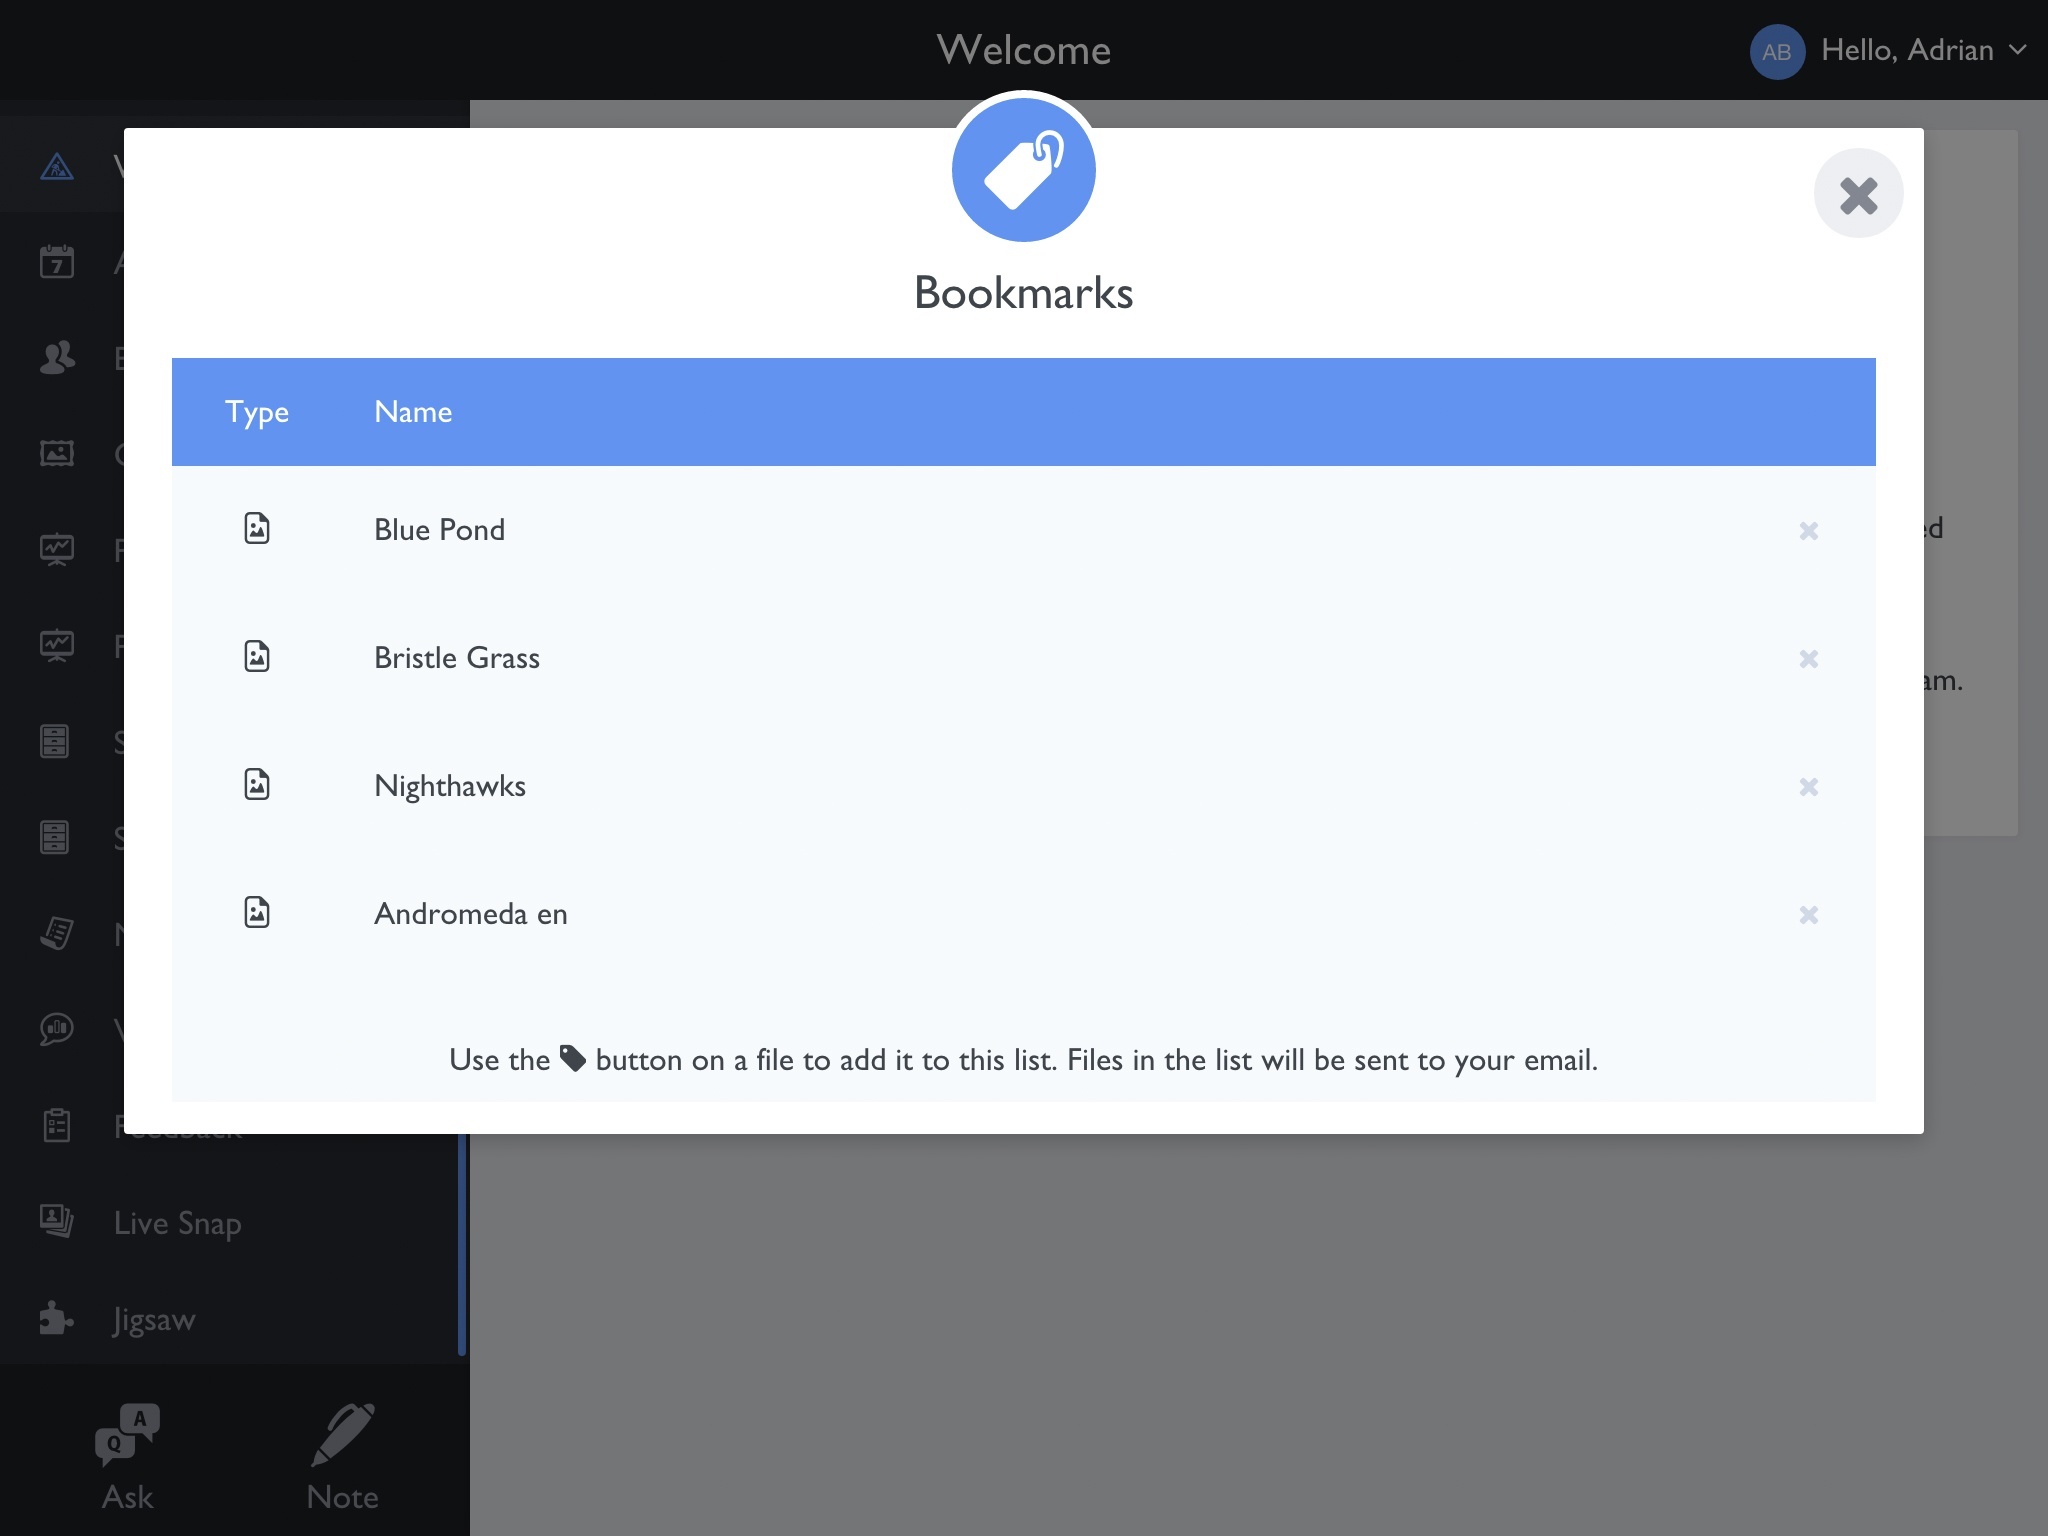 Welcome
AB Hello, Adrian
Bookmarks
Type Name
Blue Pond
Bristle Grass
Nighthawks
Andromeda en
Use the button on a file to add it to this list. Files in the list will be sent to your email.
7
Feedback
Live Snap
Jigsaw
A
Q
Ask
Note